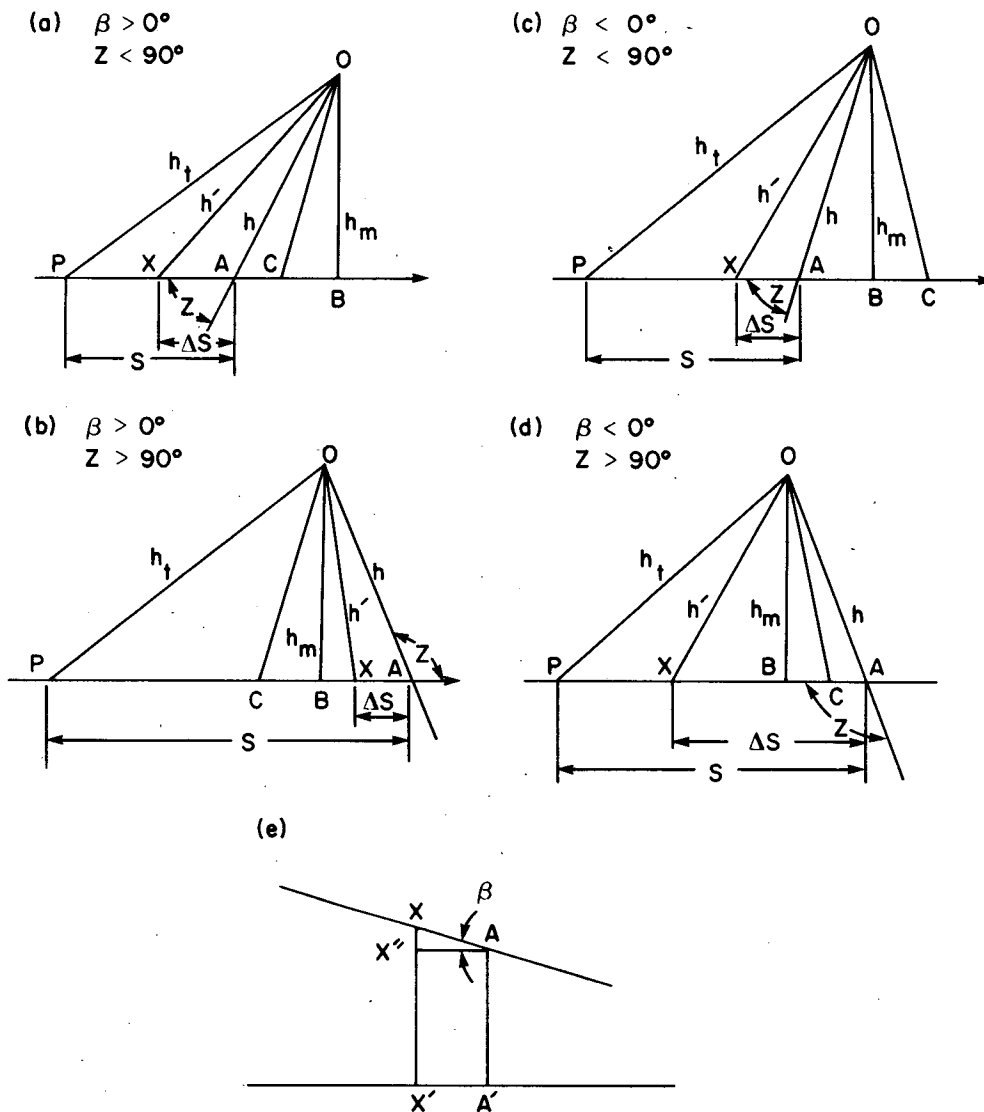 (a) β > 0°
Z < 90°
O
h_t
h′
h
h_m
P X A C
B
Z
ΔS
S
(c) β < 0°
Z < 90°
O
h_t
h′
h
h_m
P X A
B C
Z
ΔS
S
(b) β > 0°
Z > 90°
O
h_t
h
h_m
h′
P X A Z
C B
ΔS
S
(d) β < 0°
Z > 90°
O
h_t
h′
h_m
h
P X B A
C
Z
ΔS
S
(e)
β
X
A
X″
X′ A′